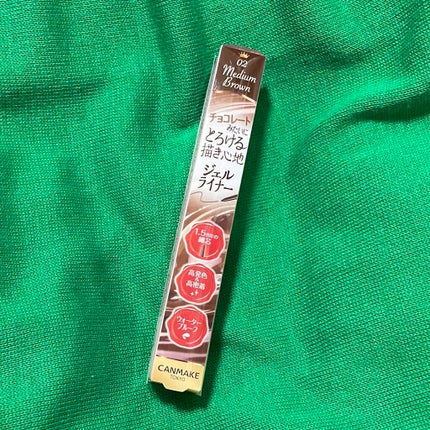 02
Medium
Brown
チョコレート
みたいに
とろける
描き心地
ジェル
ライナー
1.5mmの
細芯
高発色
&
高密着
ウォーター
プルーフ
CANMAKE
TOKYO